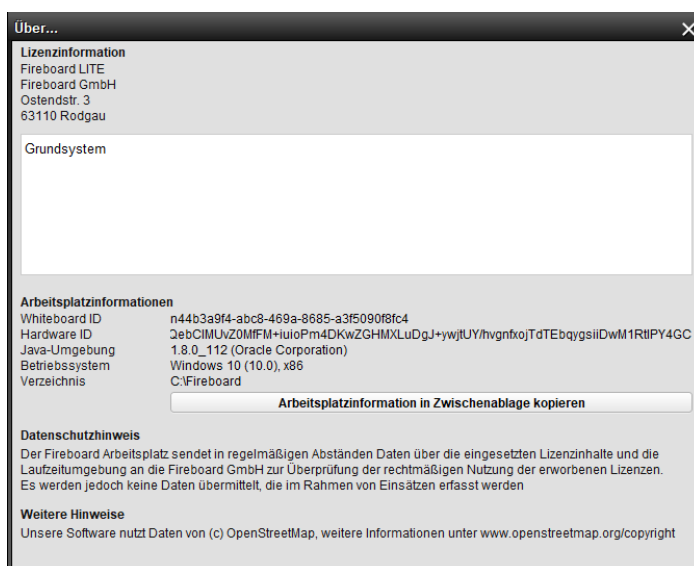 Über...
Lizenzinformation
Fireboard LITE
Fireboard GmbH
Ostendstr. 3
63110 Rodgau
Grundsystem
Arbeitsplatzinformationen
Whiteboard ID n44b3a9f4-abc8-469a-8685-a3f5090f8fc4
Hardware ID
Java-Umgebung 1.8.0_112 (Oracle Corporation)
Betriebssystem Windows 10 (10.0), x86
Verzeichnis C:\Fireboard
Arbeitsplatzinformation in Zwischenablage kopieren
Datenschutzhinweis
Der Fireboard Arbeitsplatz sendet in regelmäßigen Abständen Daten über die eingesetzten Lizenzinhalte und die
Laufzeitumgebung an die Fireboard GmbH zur Überprüfung der rechtmäßigen Nutzung der erworbenen Lizenzen.
Es werden jedoch keine Daten übermittelt, die im Rahmen von Einsätzen erfasst werden
Weitere Hinweise
Unsere Software nutzt Daten von (c) OpenStreetMap, weitere Informationen unter www.openstreetmap.org/copyright